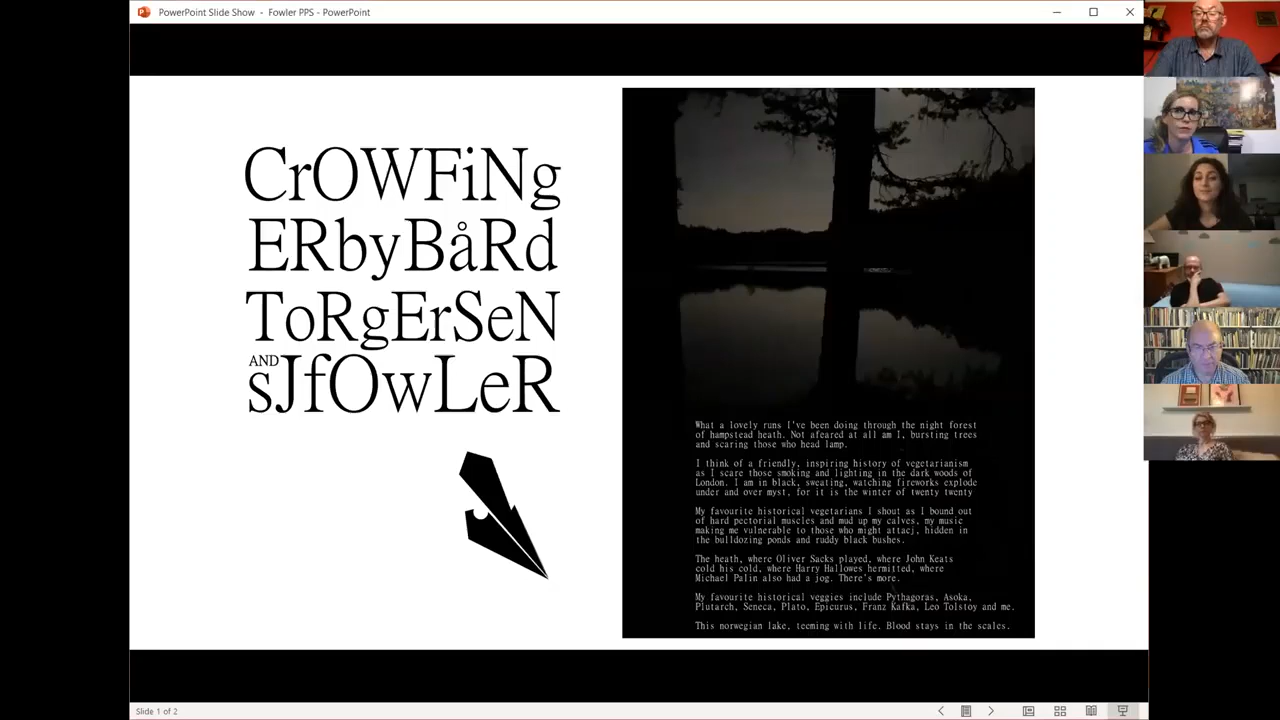 PowerPoint Slide Show - Fowler PPS - PowerPoint
CrOWFiNg
ERbyBåRd
ToRgErSeN
AND
sJfOwLeR
What a lovely runs I've been doing through the night forest
of hampstead heath. Not afeared at all am I, bursting trees
and scaring those who head lamp.
I think of a friendly, inspiring history of vegetarianism
as I scare those smoking and lighting in the dark woods of
London. I am in black, sweating, watching fireworks explode
under and over myst, for it is the winter of twenty twenty
My favourite historical vegetarians I shout as I bound out
of hard pectorial muscles and mud up my calves, my music
making me vulnerable to those who might attacj, hidden in
the bulldozing ponds and ruddy black bushes.
The heath, where Oliver Sacks played, where John Keats
cold his cold, where Harry Hallowes hermitted, where
Michael Palin also had a jog. There's more.
My favourite historical veggies include Pythagoras, Asoka,
Plutarch, Seneca, Plato, Epicurus, Franz Kafka, Leo Tolstoy and me.
This norwegian lake, teeming with life. Blood stays in the scales.
Slide 1 of 2